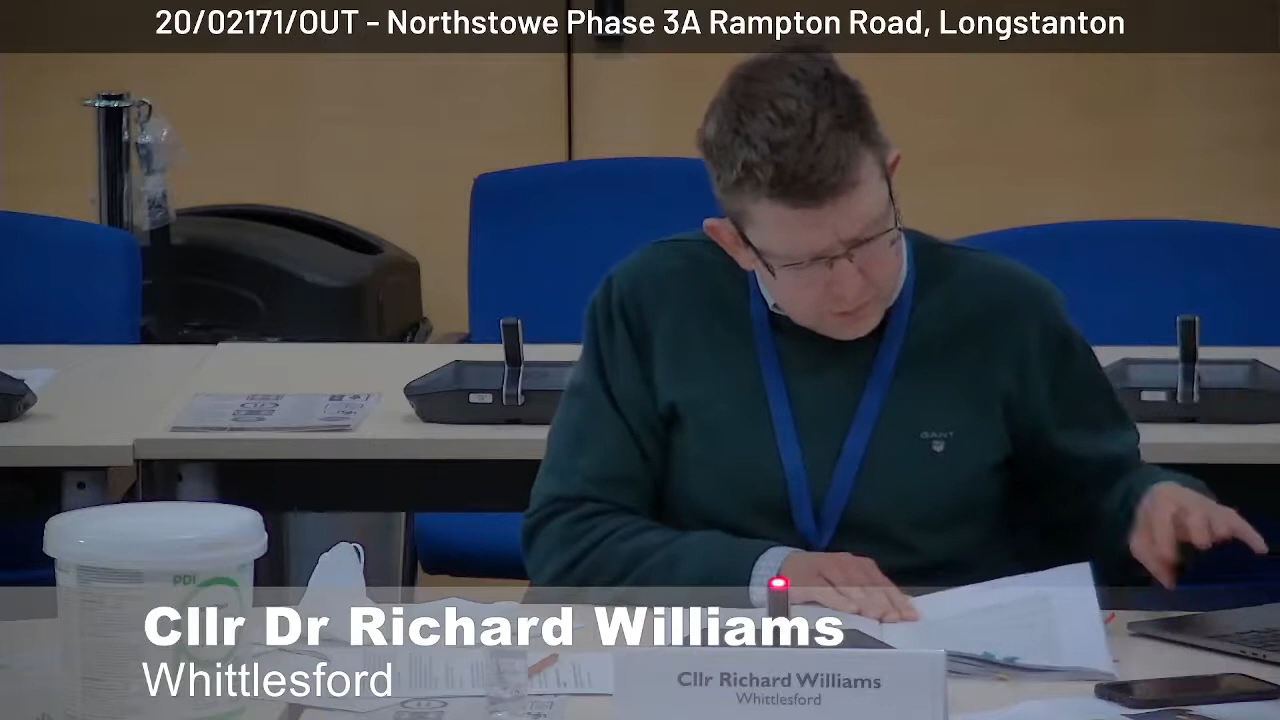 20/02171/OUT – Northstowe Phase 3A Rampton Road, Longstanton
GANT
PDI
Cllr Dr Richard Williams
Whittlesford
Cllr Richard Williams
Whittlesford